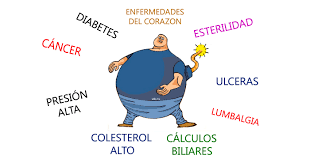 ENFERMEDADES
DEL CORAZON
DIABETES
ESTERILIDAD
CÁNCER
ULCERAS
PRESIÓN
ALTA
LUMBALGIA
COLESTEROL
ALTO
CÁLCULOS
BILIARES